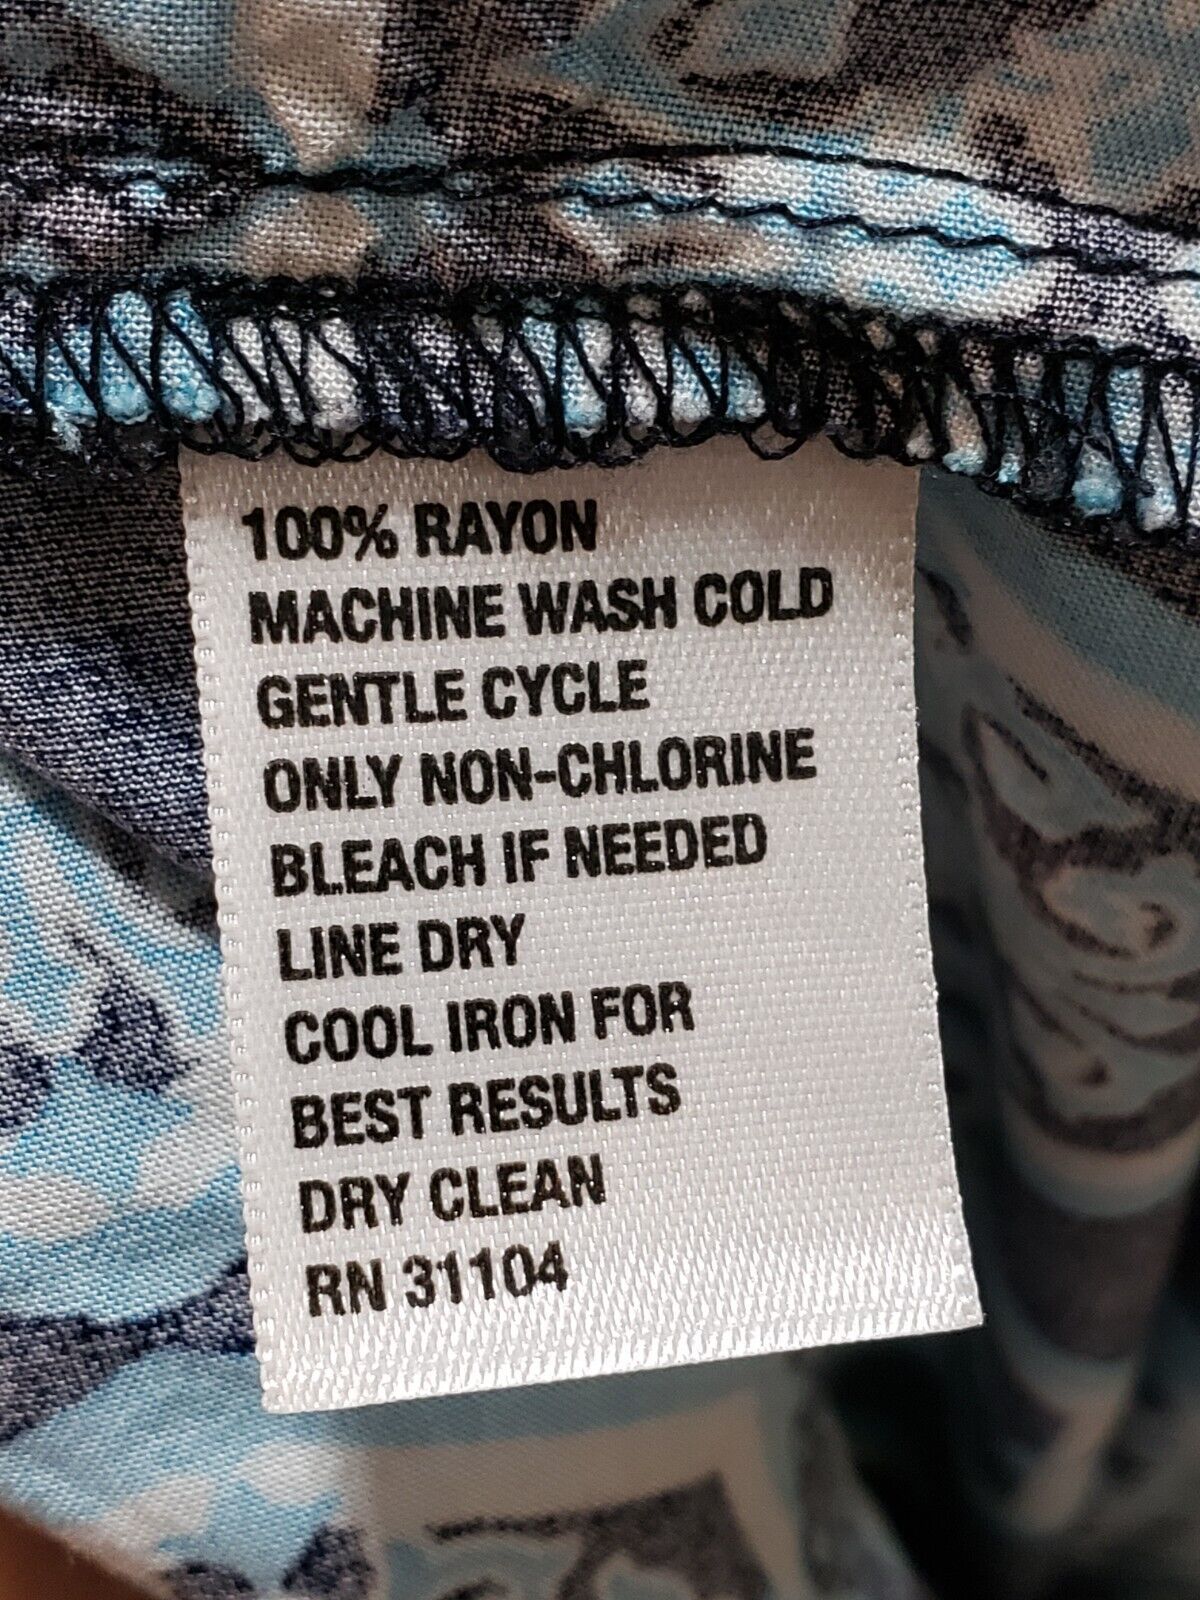 100% RAYON
MACHINE WASH COLD
GENTLE CYCLE
ONLY NON-CHLORINE
BLEACH IF NEEDED
LINE DRY
COOL IRON FOR
BEST RESULTS
DRY CLEAN
RN 31104